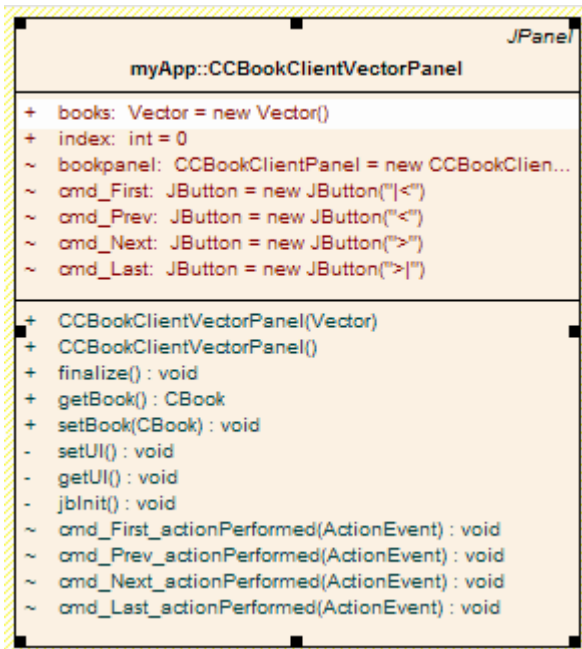 JPanel
myApp::CCBookClientVectorPanel
+ books: Vector = new Vector()
+ index: int = 0
~ bookpanel: CCBookClientPanel = new CCBookClien...
~ cmd_First: JButton = new JButton("|<")
~ cmd_Prev: JButton = new JButton("<")
~ cmd_Next: JButton = new JButton(">")
~ cmd_Last: JButton = new JButton(">|")
+ CCBookClientVectorPanel(Vector)
+ CCBookClientVectorPanel()
+ finalize() : void
+ getBook() : CBook
+ setBook(CBook) : void
- setUI() : void
- getUI() : void
- jbInit() : void
~ cmd_First_actionPerformed(ActionEvent) : void
~ cmd_Prev_actionPerformed(ActionEvent) : void
~ cmd_Next_actionPerformed(ActionEvent) : void
~ cmd_Last_actionPerformed(ActionEvent) : void